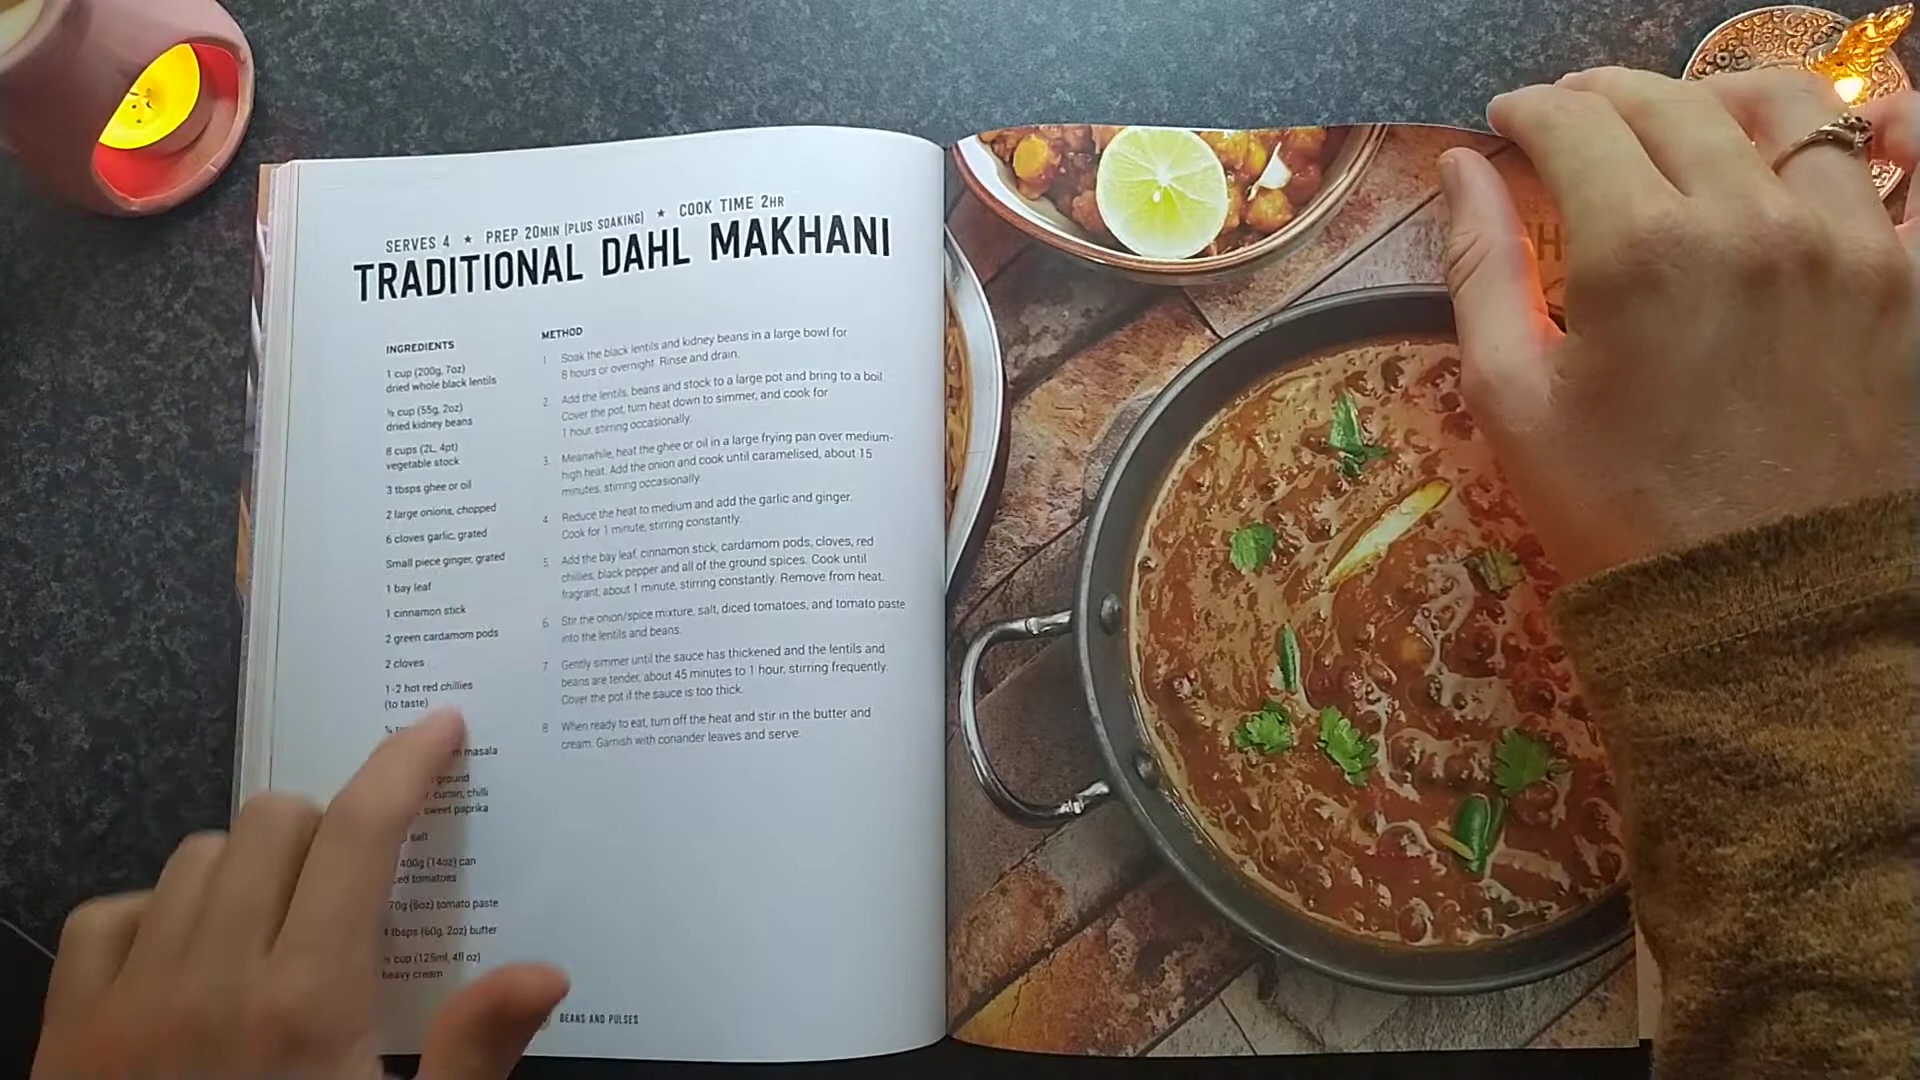 SERVES 4 ★ PREP 20MIN (PLUS SOAKING) ★ COOK TIME 2HR
TRADITIONAL DAHL MAKHANI
INGREDIENTS
1 cup (200g, 7oz)
dried whole black lentils
⅓ cup (55g, 2oz)
dried kidney beans
8 cups (2L, 4pt)
vegetable stock
3 tbsps ghee or oil
2 large onions, chopped
6 cloves garlic, grated
Small piece ginger, grated
1 bay leaf
1 cinnamon stick
2 green cardamom pods
2 cloves
1-2 hot red chillies
(to taste)
masala
ground
cumin, chilli
sweet paprika
salt
400g (14oz) can
tomatoes
70g (6oz) tomato paste
4 tbsps (60g, 2oz) butter
cup (125ml, 4fl oz)
heavy cream
METHOD
1 Soak the black lentils and kidney beans in a large bowl for
8 hours or overnight. Rinse and drain.
2. Add the lentils, beans and stock to a large pot and bring to a boil.
Cover the pot, turn heat down to simmer, and cook for
1 hour, stirring occasionally.
3. Meanwhile, heat the ghee or oil in a large frying pan over medium-
high heat. Add the onion and cook until caramelised, about 15
minutes, stirring occasionally.
4 Reduce the heat to medium and add the garlic and ginger.
Cook for 1 minute, stirring constantly.
5 Add the bay leaf, cinnamon stick, cardamom pods, cloves, red
chillies, black pepper and all of the ground spices. Cook until
fragrant, about 1 minute, stirring constantly. Remove from heat.
6. Stir the onion/spice mixture, salt, diced tomatoes, and tomato paste
into the lentils and beans.
7 Gently simmer until the sauce has thickened and the lentils and
beans are tender, about 45 minutes to 1 hour, stirring frequently.
Cover the pot if the sauce is too thick.
8 When ready to eat, turn off the heat and stir in the butter and
cream. Garnish with coriander leaves and serve.
BEANS AND PULSES